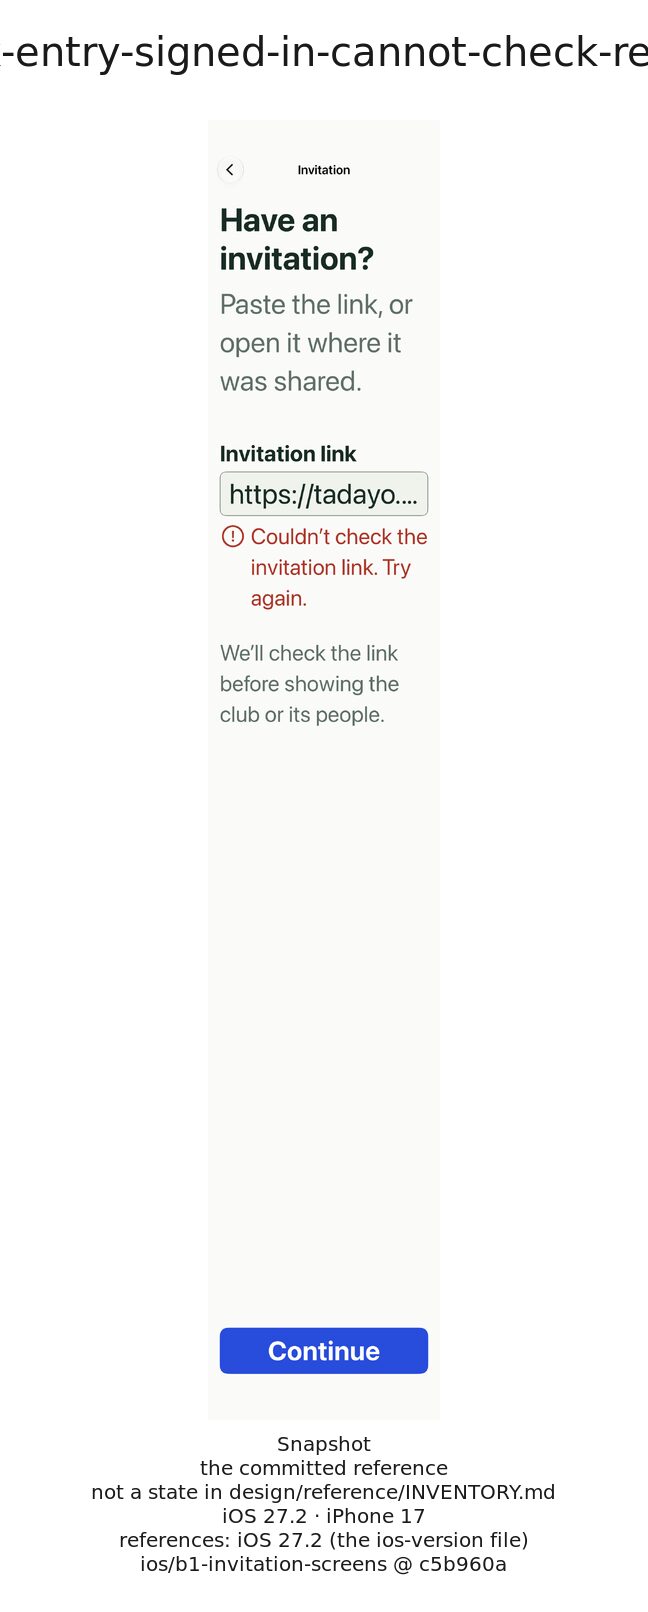 -entry-signed-in-cannot-check-re
Invitation
Have an
invitation?
Paste the link, or
open it where it
was shared.
Invitation link
https://tadayo....
Couldn’t check the
invitation link. Try
again.
We’ll check the link
before showing the
club or its people.
Continue
Snapshot
the committed reference
not a state in design/reference/INVENTORY.md
iOS 27.2 · iPhone 17
references: iOS 27.2 (the ios-version file)
ios/b1-invitation-screens @ c5b960a